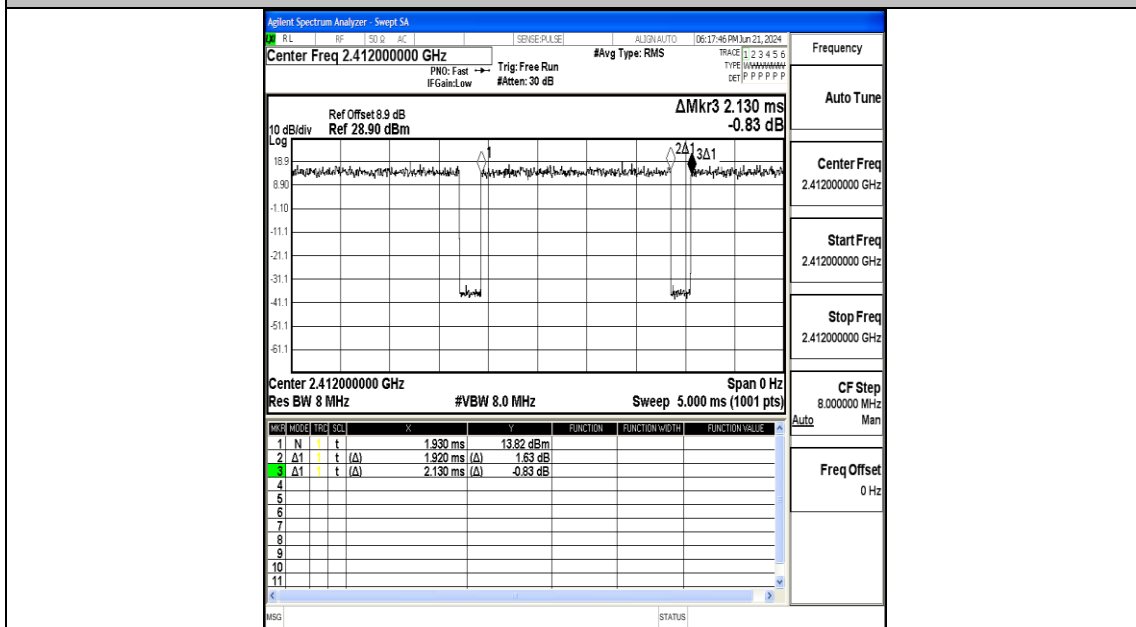 Agilent Spectrum Analyzer - Swept SA
RL RF 50 Ω AC SENSE:PULSE ALIGNAUTO 06:17:46 PM Jun 21, 2024
Center Freq 2.412000000 GHz
#Avg Type: RMS
TRACE 1 2 3 4 5 6
TYPE
DET P P P P P P
PNO: Fast
IFGain:Low
Trig: Free Run
#Atten: 30 dB
ΔMkr3 2.130 ms
-0.83 dB
Ref Offset 8.9 dB
10 dB/div Ref 28.90 dBm
Log
1
2Δ1
3Δ1
18.9
8.90
-1.10
-11.1
-21.1
-31.1
-41.1
-51.1
-61.1
Center 2.412000000 GHz Span 0 Hz
Res BW 8 MHz #VBW 8.0 MHz Sweep 5.000 ms (1001 pts)
MKR MODE TRC SCL X Y FUNCTION FUNCTION WIDTH FUNCTION VALUE
1 N 1 t 1.930 ms 13.82 dBm
2 Δ1 1 t (Δ) 1.920 ms (Δ) 1.63 dB
3 Δ1 1 t (Δ) 2.130 ms (Δ) -0.83 dB
4
5
6
7
8
9
10
11
MSG STATUS
Frequency
Auto Tune
Center Freq
2.412000000 GHz
Start Freq
2.412000000 GHz
Stop Freq
2.412000000 GHz
CF Step
8.000000 MHz
Auto Man
Freq Offset
0 Hz